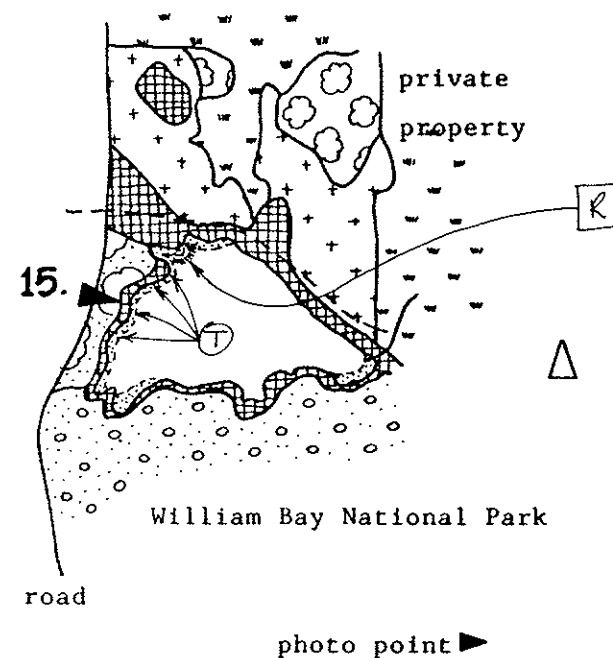 private
property
R
15.
T
William Bay National Park
road
photo point